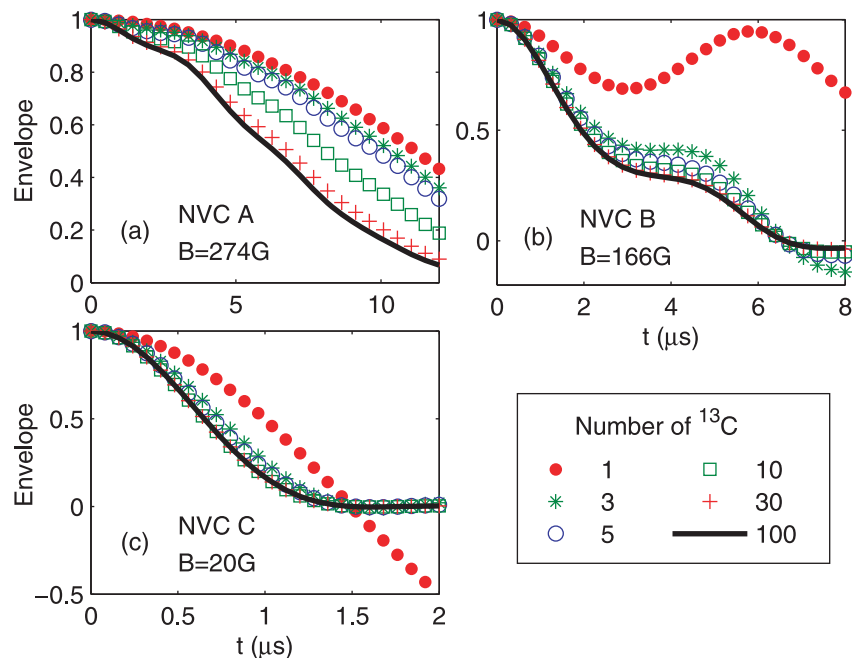 1
0.8
0.6
0.4
0.2
0
Envelope
(a)
NVC A
B=274G
0
5
10
1
0.5
0
(b)
NVC B
B=166G
0
2
4
6
8
t (μs)
1
0.5
0
−0.5
Envelope
(c)
NVC C
B=20G
0
0.5
1
1.5
2
t (μs)
Number of ¹³C
1
10
3
30
5
100